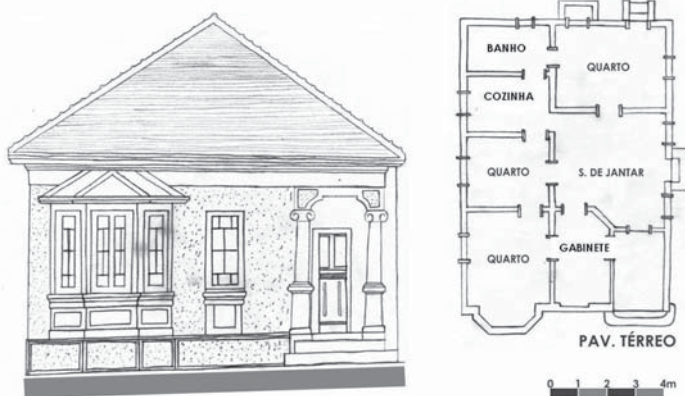 BANHO
QUARTO
COZINHA
QUARTO
S. DE JANTAR
GABINETE
QUARTO
PAV. TÉRREO
0 1 2 3 4m